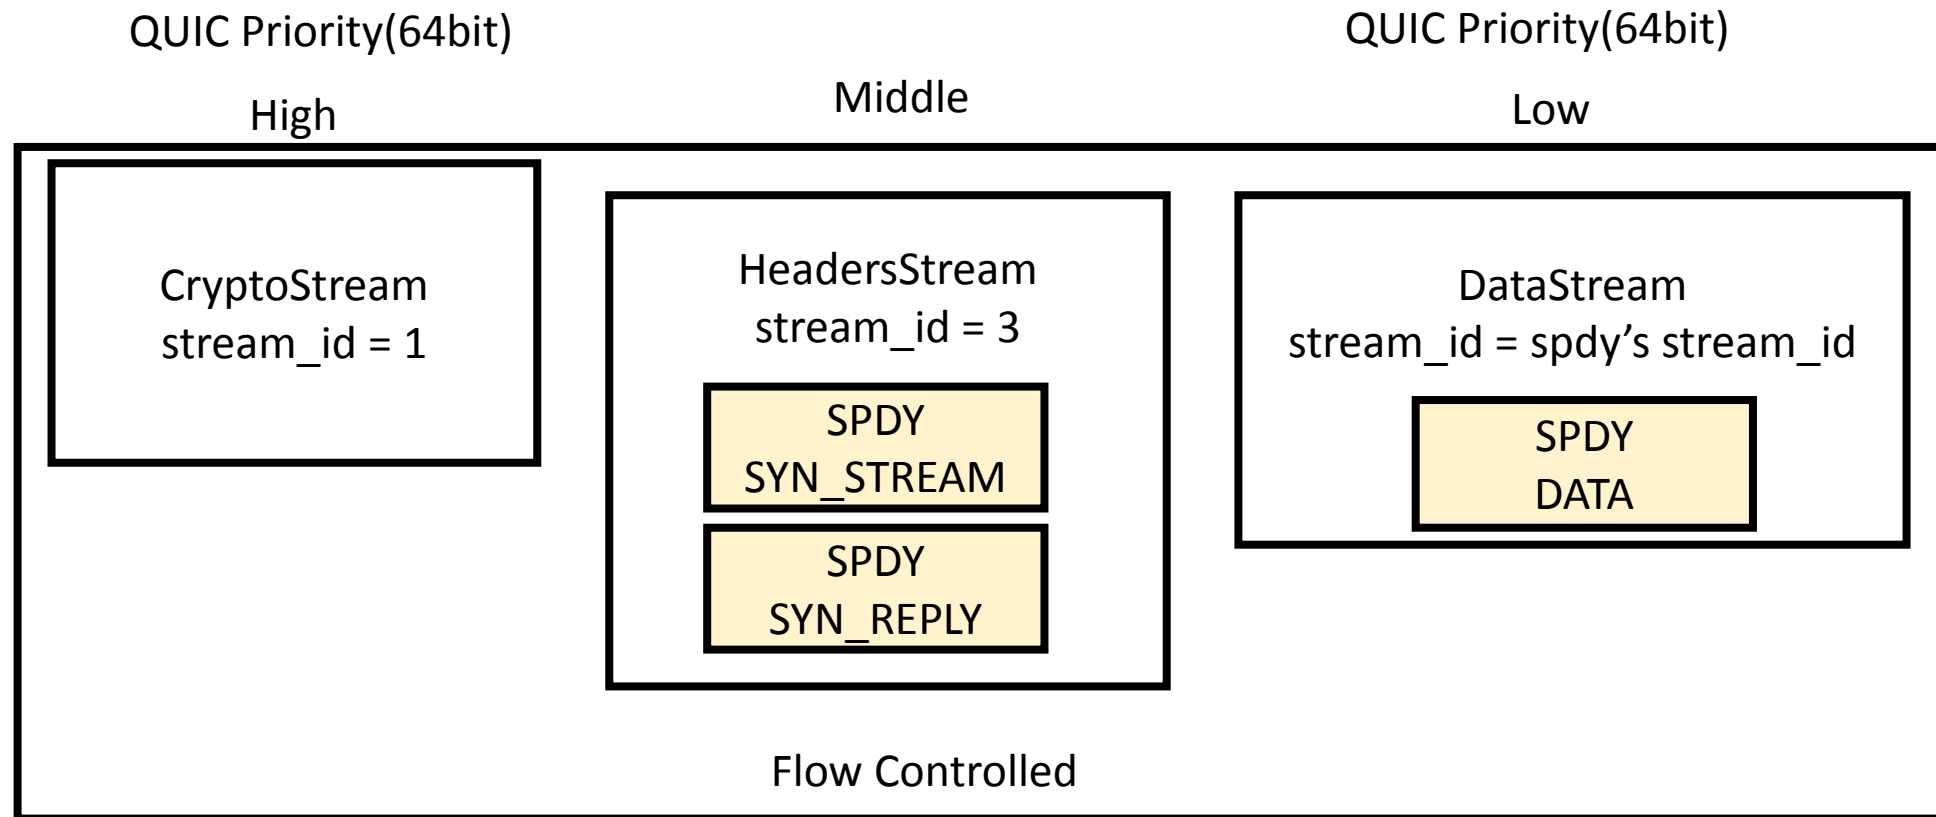 QUIC Priority(64bit)
High
Middle
QUIC Priority(64bit)
Low
CryptoStream
stream_id = 1
HeadersStream
stream_id = 3
SPDY
SYN_STREAM
SPDY
SYN_REPLY
DataStream
stream_id = spdy’s stream_id
SPDY
DATA
Flow Controlled